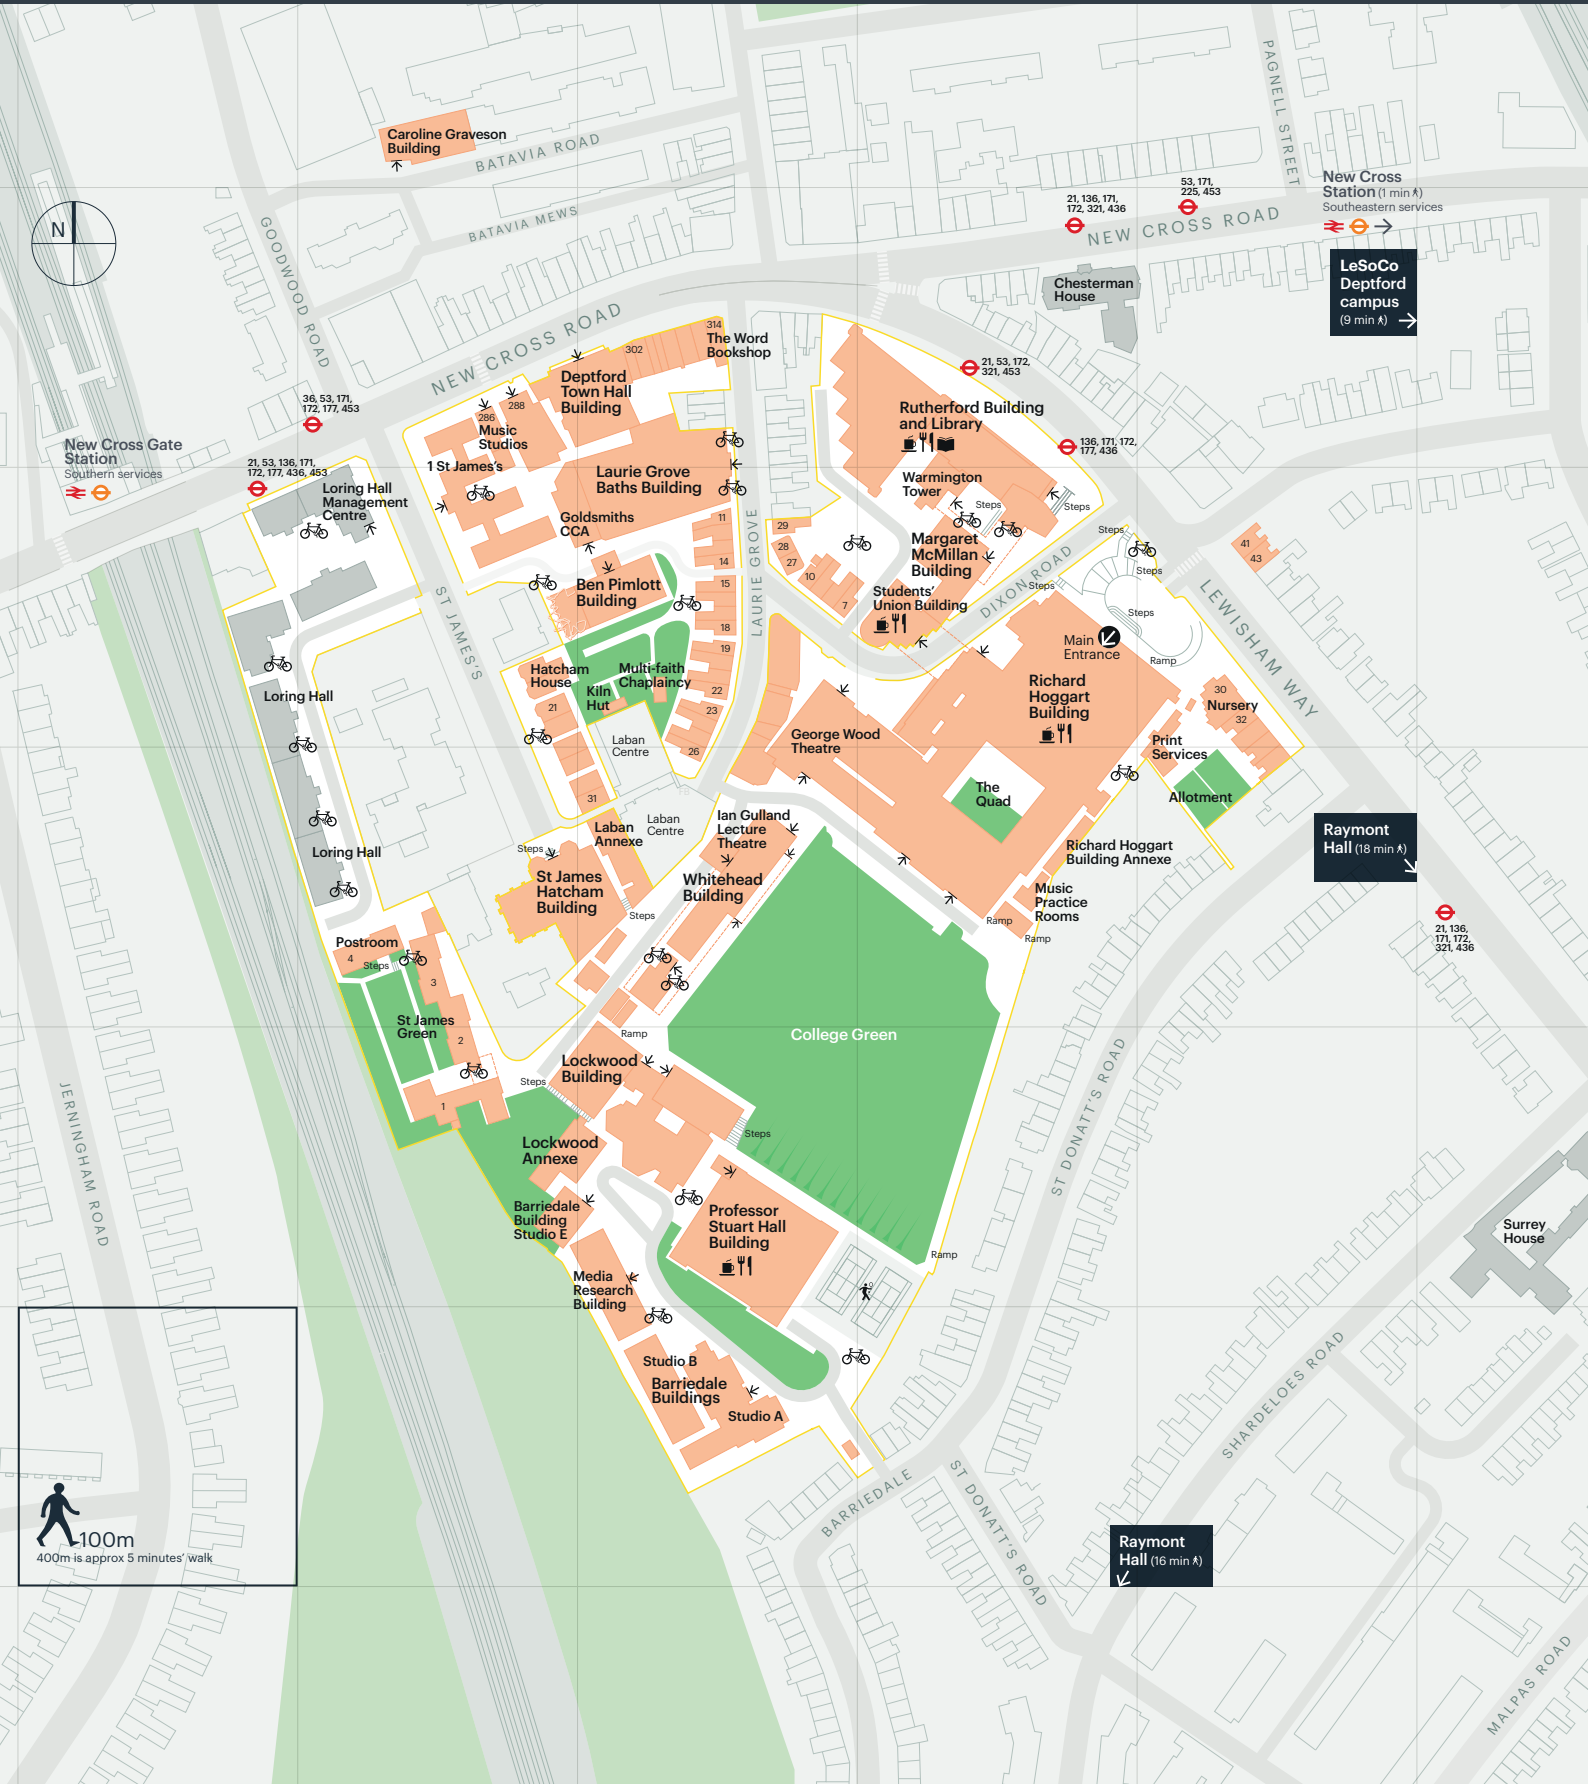 Caroline Graveson
Building
BATAVIA ROAD
BATAVIA MEWS
GOODWOOD ROAD
PAGNELL STREET
N
53, 171,
225, 453
21, 136, 171,
172, 321, 436
NEW CROSS ROAD
New Cross
Station (1 min)
Southeastern services
LeSoCo
Deptford
campus
(9 min)
Chesterman
House
NEW CROSS ROAD
314
The Word
Bookshop
302
Deptford
Town Hall
Building
288
286
Music
Studios
36, 53, 171,
172, 177, 453
21, 53, 172,
321, 453
Rutherford Building
and Library
136, 171, 172,
177, 436
New Cross Gate
Station
Southern services
21, 53, 136, 171,
172, 177, 436, 453
Loring Hall
Management
Centre
1 St James's
Laurie Grove
Baths Building
Goldsmiths
CCA
Warmington
Tower
Steps
Steps
Steps
11
14
15
18
19
22
23
26
29
28
27
10
7
LAURIE GROVE
Margaret
McMillan
Building
Students'
Union Building
DIXON ROAD
Steps
Steps
Steps
41
43
LEWISHAM WAY
Ben Pimlott
Building
ST JAMES'S
Main
Entrance
Ramp
Hatcham
House
Multi-faith
Chaplaincy
Kiln
Hut
21
31
Laban
Centre
Loring Hall
Richard
Hoggart
Building
30
Nursery
32
George Wood
Theatre
Print
Services
The
Quad
Allotment
FB
Laban
Centre
Laban
Annexe
Ian Gulland
Lecture
Theatre
Loring Hall
Steps
Richard Hoggart
Building Annexe
Raymont
Hall (18 min)
St James
Hatcham
Building
Whitehead
Building
Steps
Music
Practice
Rooms
Ramp
Ramp
21, 136,
171, 172,
321, 436
Postroom
4
Steps
3
St James
Green
2
1
College Green
Ramp
Lockwood
Building
Steps
JERNINGHAM ROAD
ST DONATT'S ROAD
Steps
Lockwood
Annexe
Barriedale
Building
Studio E
Professor
Stuart Hall
Building
Ramp
Surrey
House
Media
Research
Building
Studio B
Barriedale
Buildings
Studio A
SHARDELOES ROAD
BARRIEDALE
ST DONATT'S ROAD
100m
400m is approx 5 minutes' walk
Raymont
Hall (16 min)
MALPAS ROAD